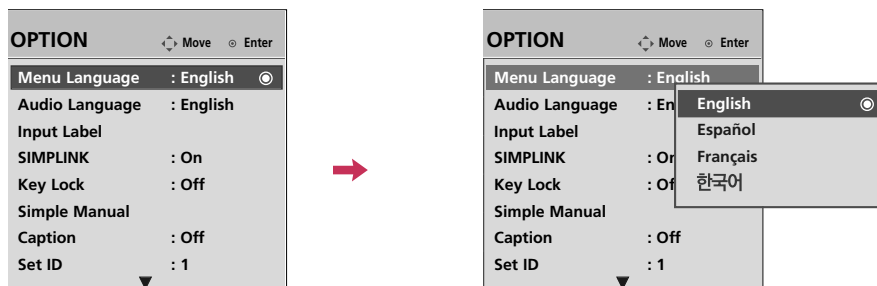 OPTION Move Enter
Menu Language : English
Audio Language : English
Input Label
SIMPLINK : On
Key Lock : Off
Simple Manual
Caption : Off
Set ID : 1
OPTION Move Enter
Menu Language : English
Audio Language : En
Input Label
SIMPLINK : On
Key Lock : Of
Simple Manual
Caption : Off
Set ID : 1
English
Español
Français
한국어